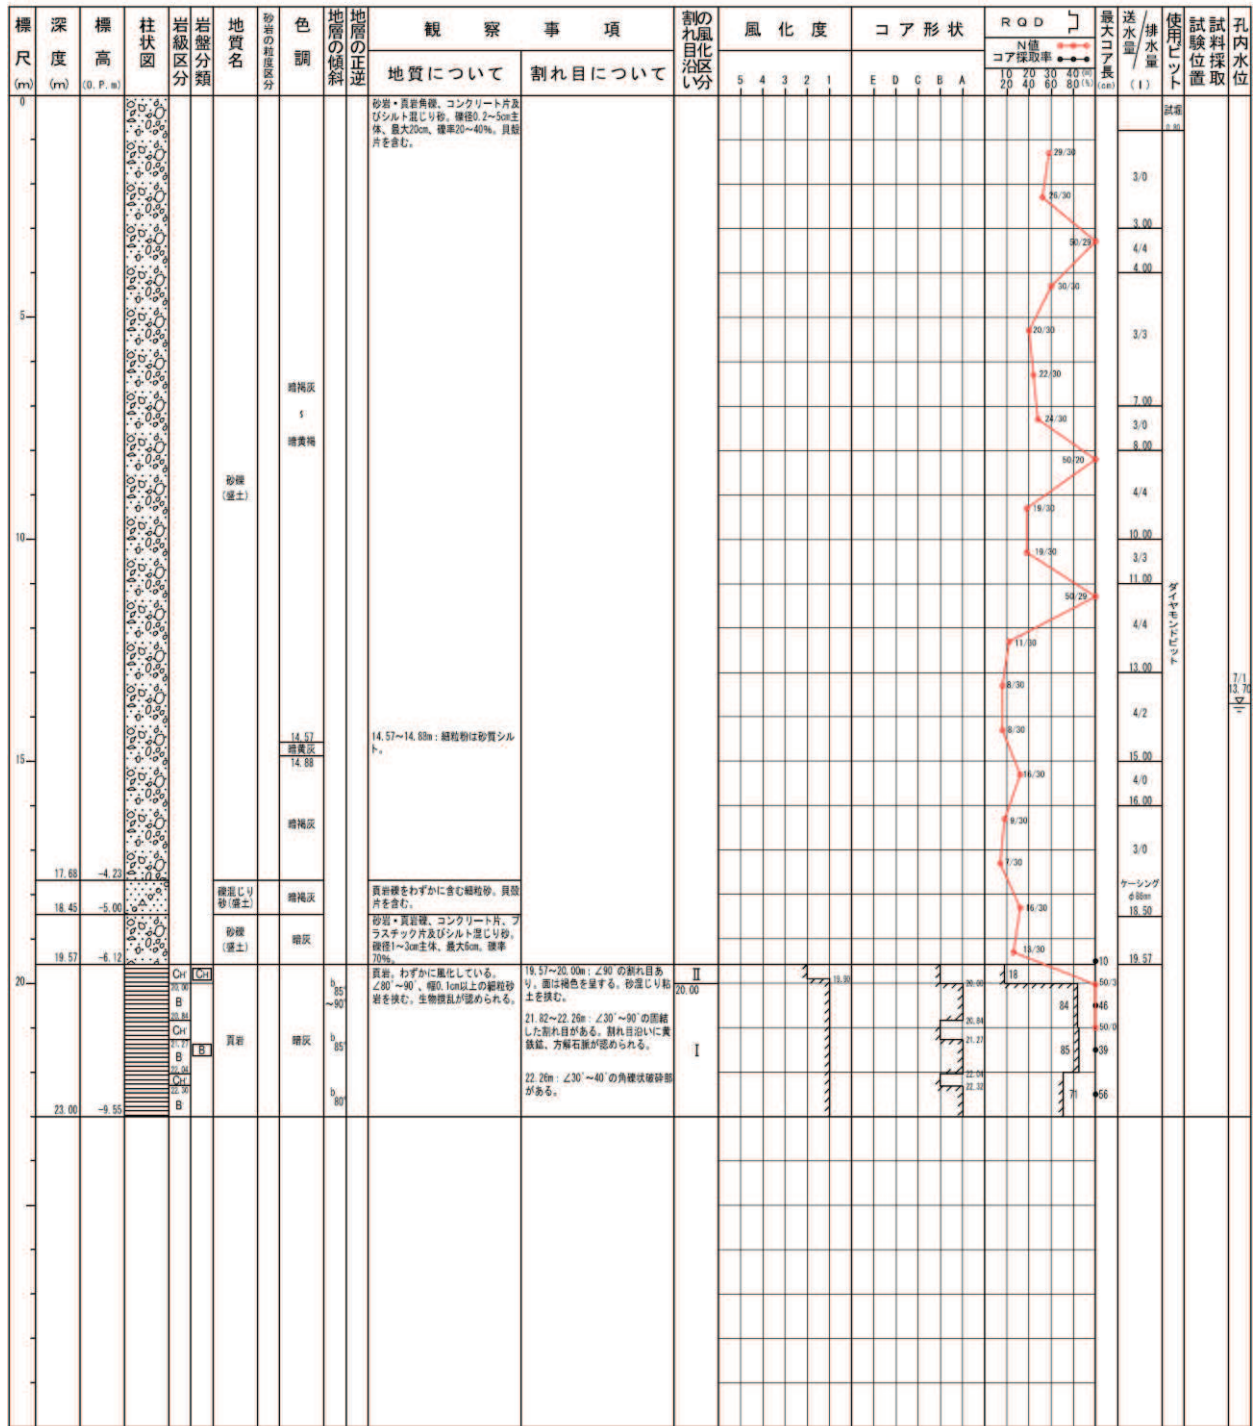 標尺(m)
深度(m)
標高(O.P.m)
柱状図
岩級区分
岩盤分類
地質名
砂岩の粒度区分
色調
地層の傾斜
地層の正逆
観察事項
地質について
割れ目について
割れ目沿いの風化区分
風化度
5 4 3 2 1
コア形状
E D C B A
RQD
N値
コア採取率
10 20 30 40 (N)
20 40 60 80 (%)
最大コア長(cm)
送水量/排水量(l)
使用ビット
試験位置
試料採取
孔内水位
0
5
10
15
20
17.68 -4.23
18.45 -5.00
19.57 -6.12
23.00 -9.55
CH
20.00
B
20.84
CH
21.27
B
22.04
CH
B
CH
B
砂礫
(盛土)
礫混じり
砂(盛土)
砂礫
(盛土)
頁岩
暗褐灰
s
暗黄褐
14.57
暗黄灰
14.88
暗褐灰
暗褐灰
暗灰
暗灰
b
85°
~90°
b
85°
b
80°
砂岩・頁岩角礫、コンクリート片及
びシルト混じり砂。礫径0.2~5cm主
体、最大20cm、礫率20~40%。貝殻
片を含む。
14.57~14.88m:細粒粉は砂質シル
ト。
頁岩礫をわずかに含む細粒砂。貝殻
片を含む。
砂岩・頁岩礫、コンクリート片、プ
ラスチック片及びシルト混じり砂。
礫径1~3cm主体、最大6cm、礫率
70%。
頁岩。わずかに風化している。
∠80°~90°、幅0.1cm以上の細粒砂
岩を挟む。生物擾乱が認められる。
19.57~20.00m:∠90°の割れ目あ
り。面は褐色を呈する。砂混じり粘
土を挟む。
21.82~22.26m:∠30°~90°の固結
した割れ目がある。割れ目沿いに黄
鉄鉱、方解石脈が認められる。
22.26m:∠30°~40°の角礫状破砕部
がある。
Ⅱ
20.00
Ⅰ
19.90
20.00
20.84
21.27
22.04
22.32
29/30
26/30
50/29
30/30
20/30
22/30
24/30
50/20
19/30
19/30
50/29
11/30
8/30
8/30
16/30
9/30
7/30
16/30
50/3
50/0
18
84
85
71
10
46
39
56
3/0
3.00
4/4
4.00
3/3
7.00
3/0
8.00
4/4
10.00
3/3
11.00
4/4
13.00
4/2
15.00
4/0
16.00
3/0
ケーシング
18.50
19.57
試掘
ダイヤモンドビット
7/1
13.70